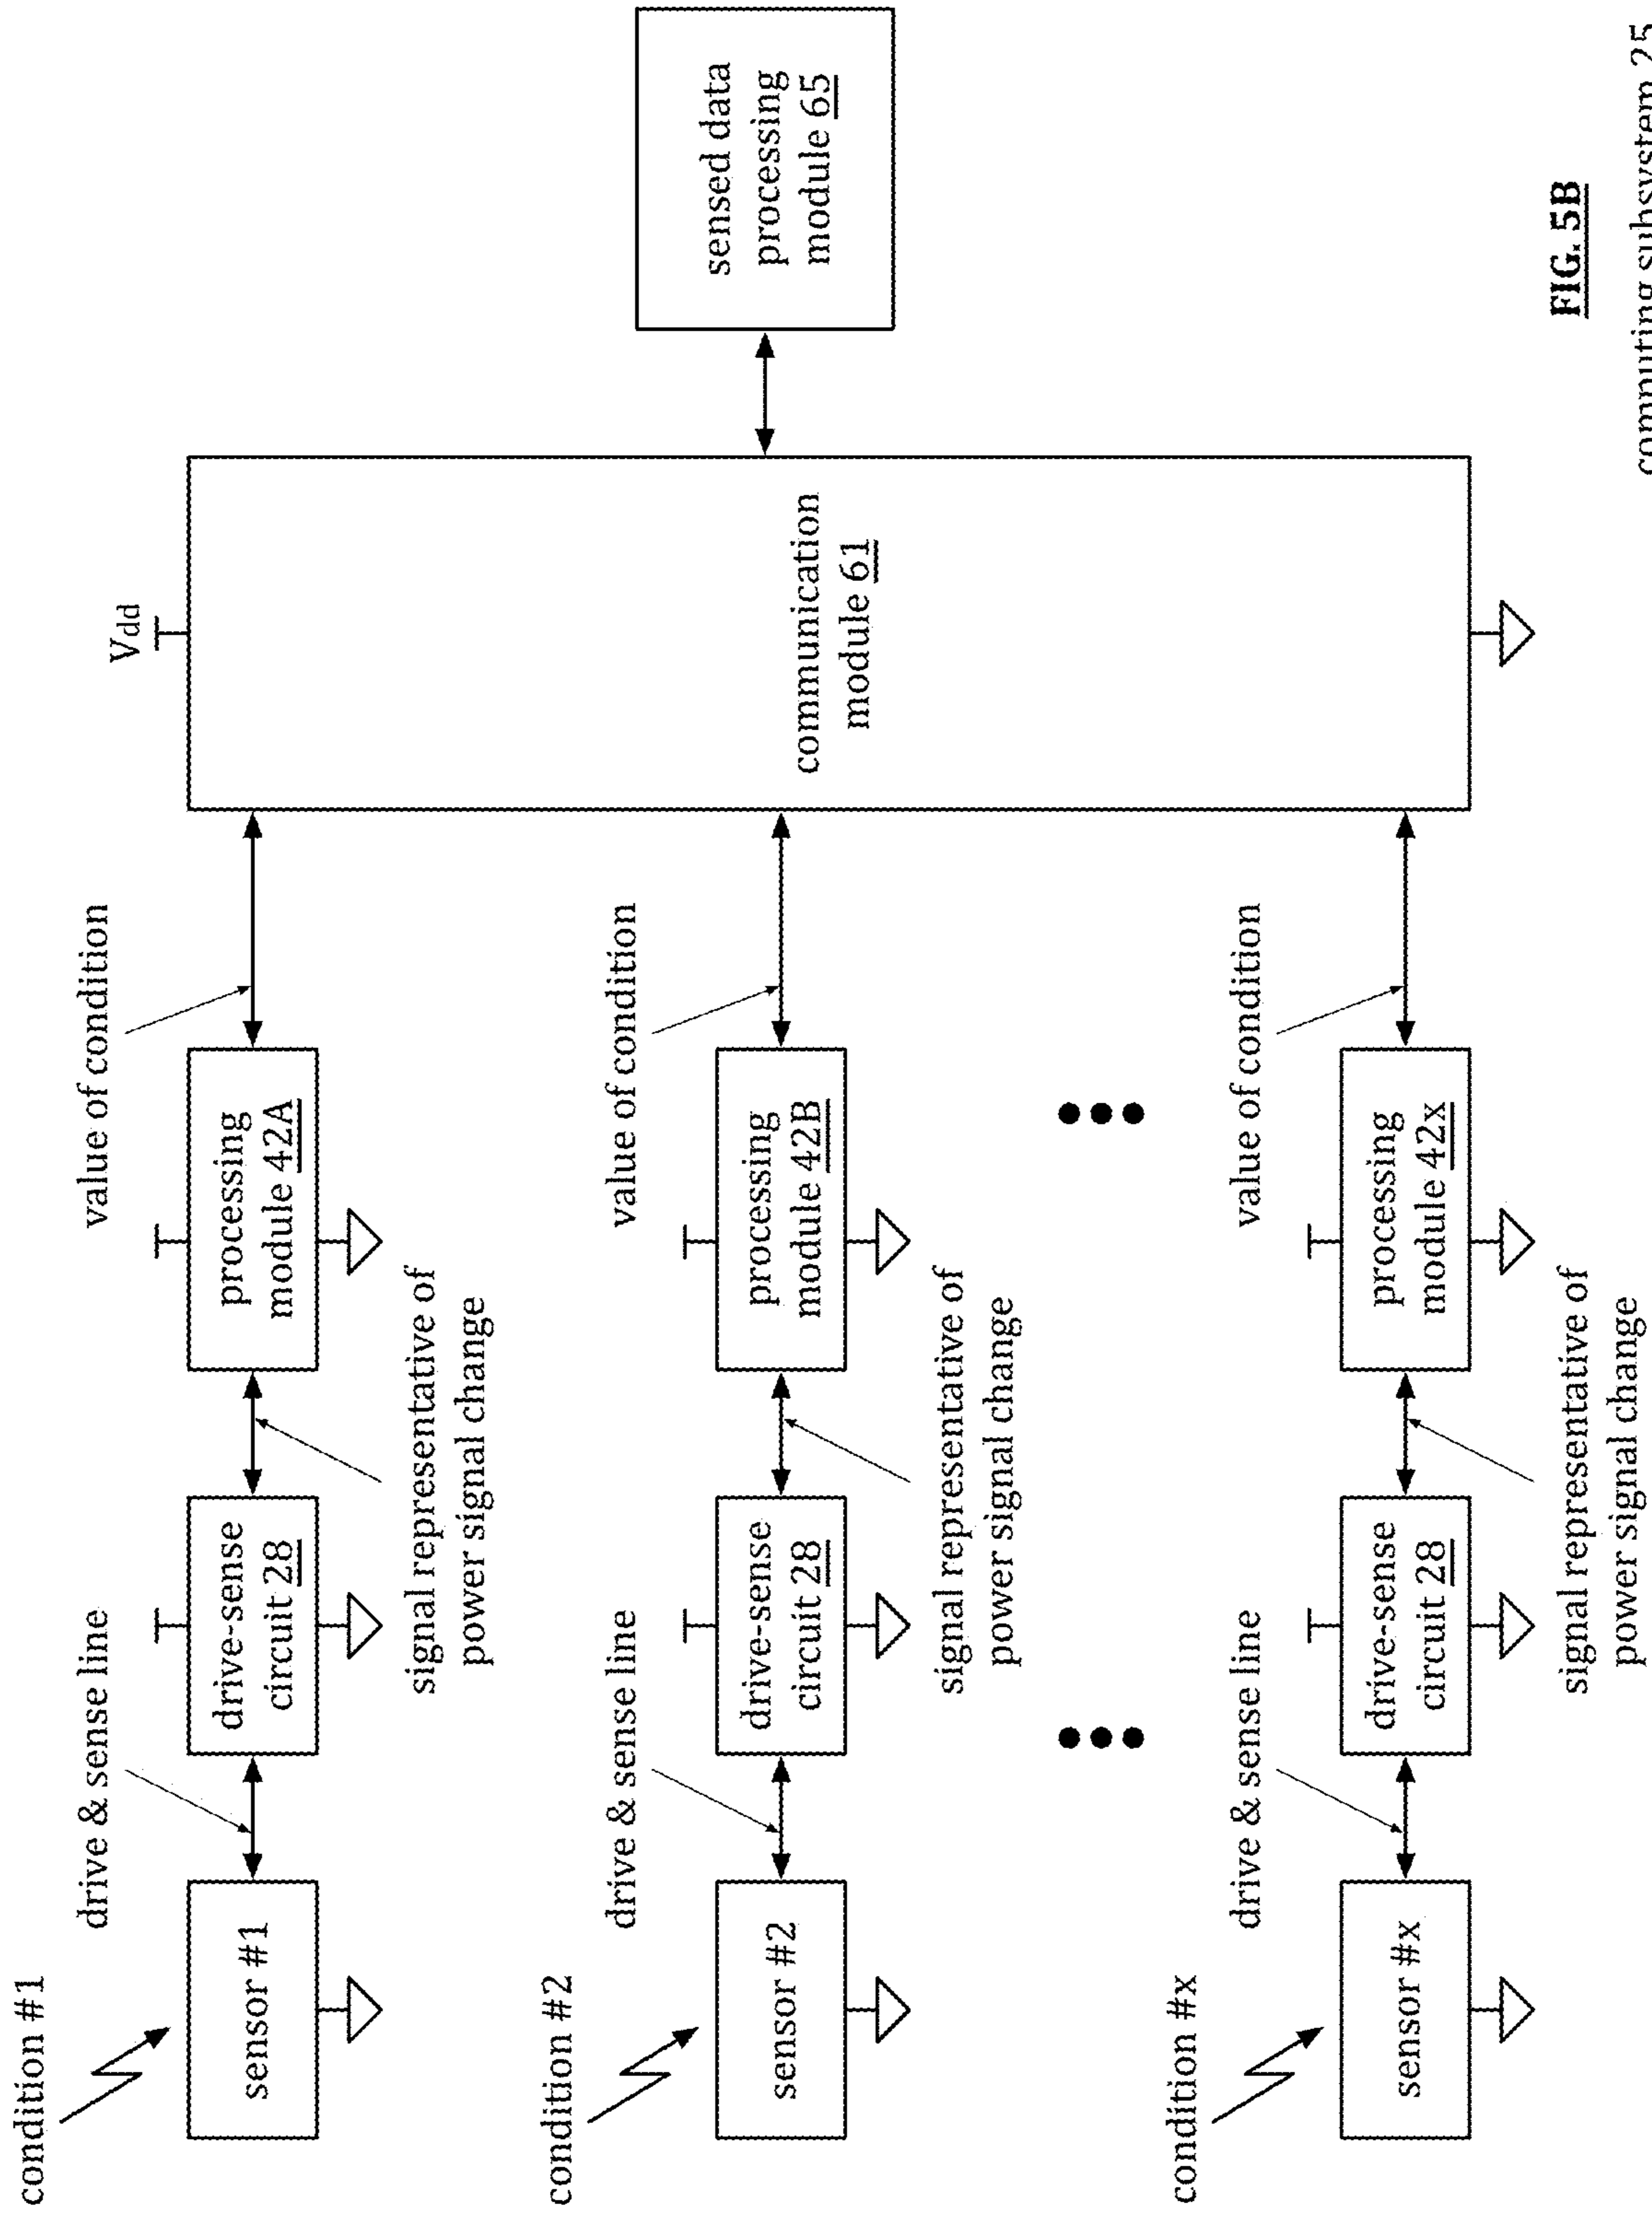 condition #1
sensor #1
drive & sense line
drive-sense
circuit 28
signal representative of
power signal change
processing
module 42A
value of condition
condition #2
sensor #2
drive & sense line
drive-sense
circuit 28
signal representative of
power signal change
processing
module 42B
value of condition
condition #x
sensor #x
drive & sense line
drive-sense
circuit 28
signal representative of
power signal change
processing
module 42x
value of condition
Vdd
communication
module 61
sensed data
processing
module 65
FIG. 5B
computing subsystem 25